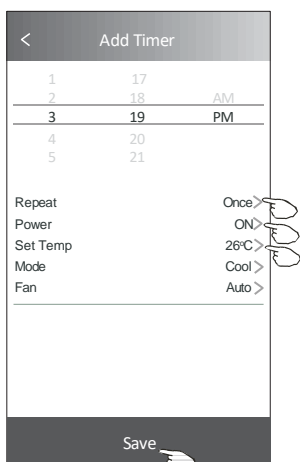 < Add Timer
1 17
2 18 AM
3 19 PM
4 20
5 21
Repeat Once >
Power ON >
Set Temp 26°C >
Mode Cool >
Fan Auto >
Save